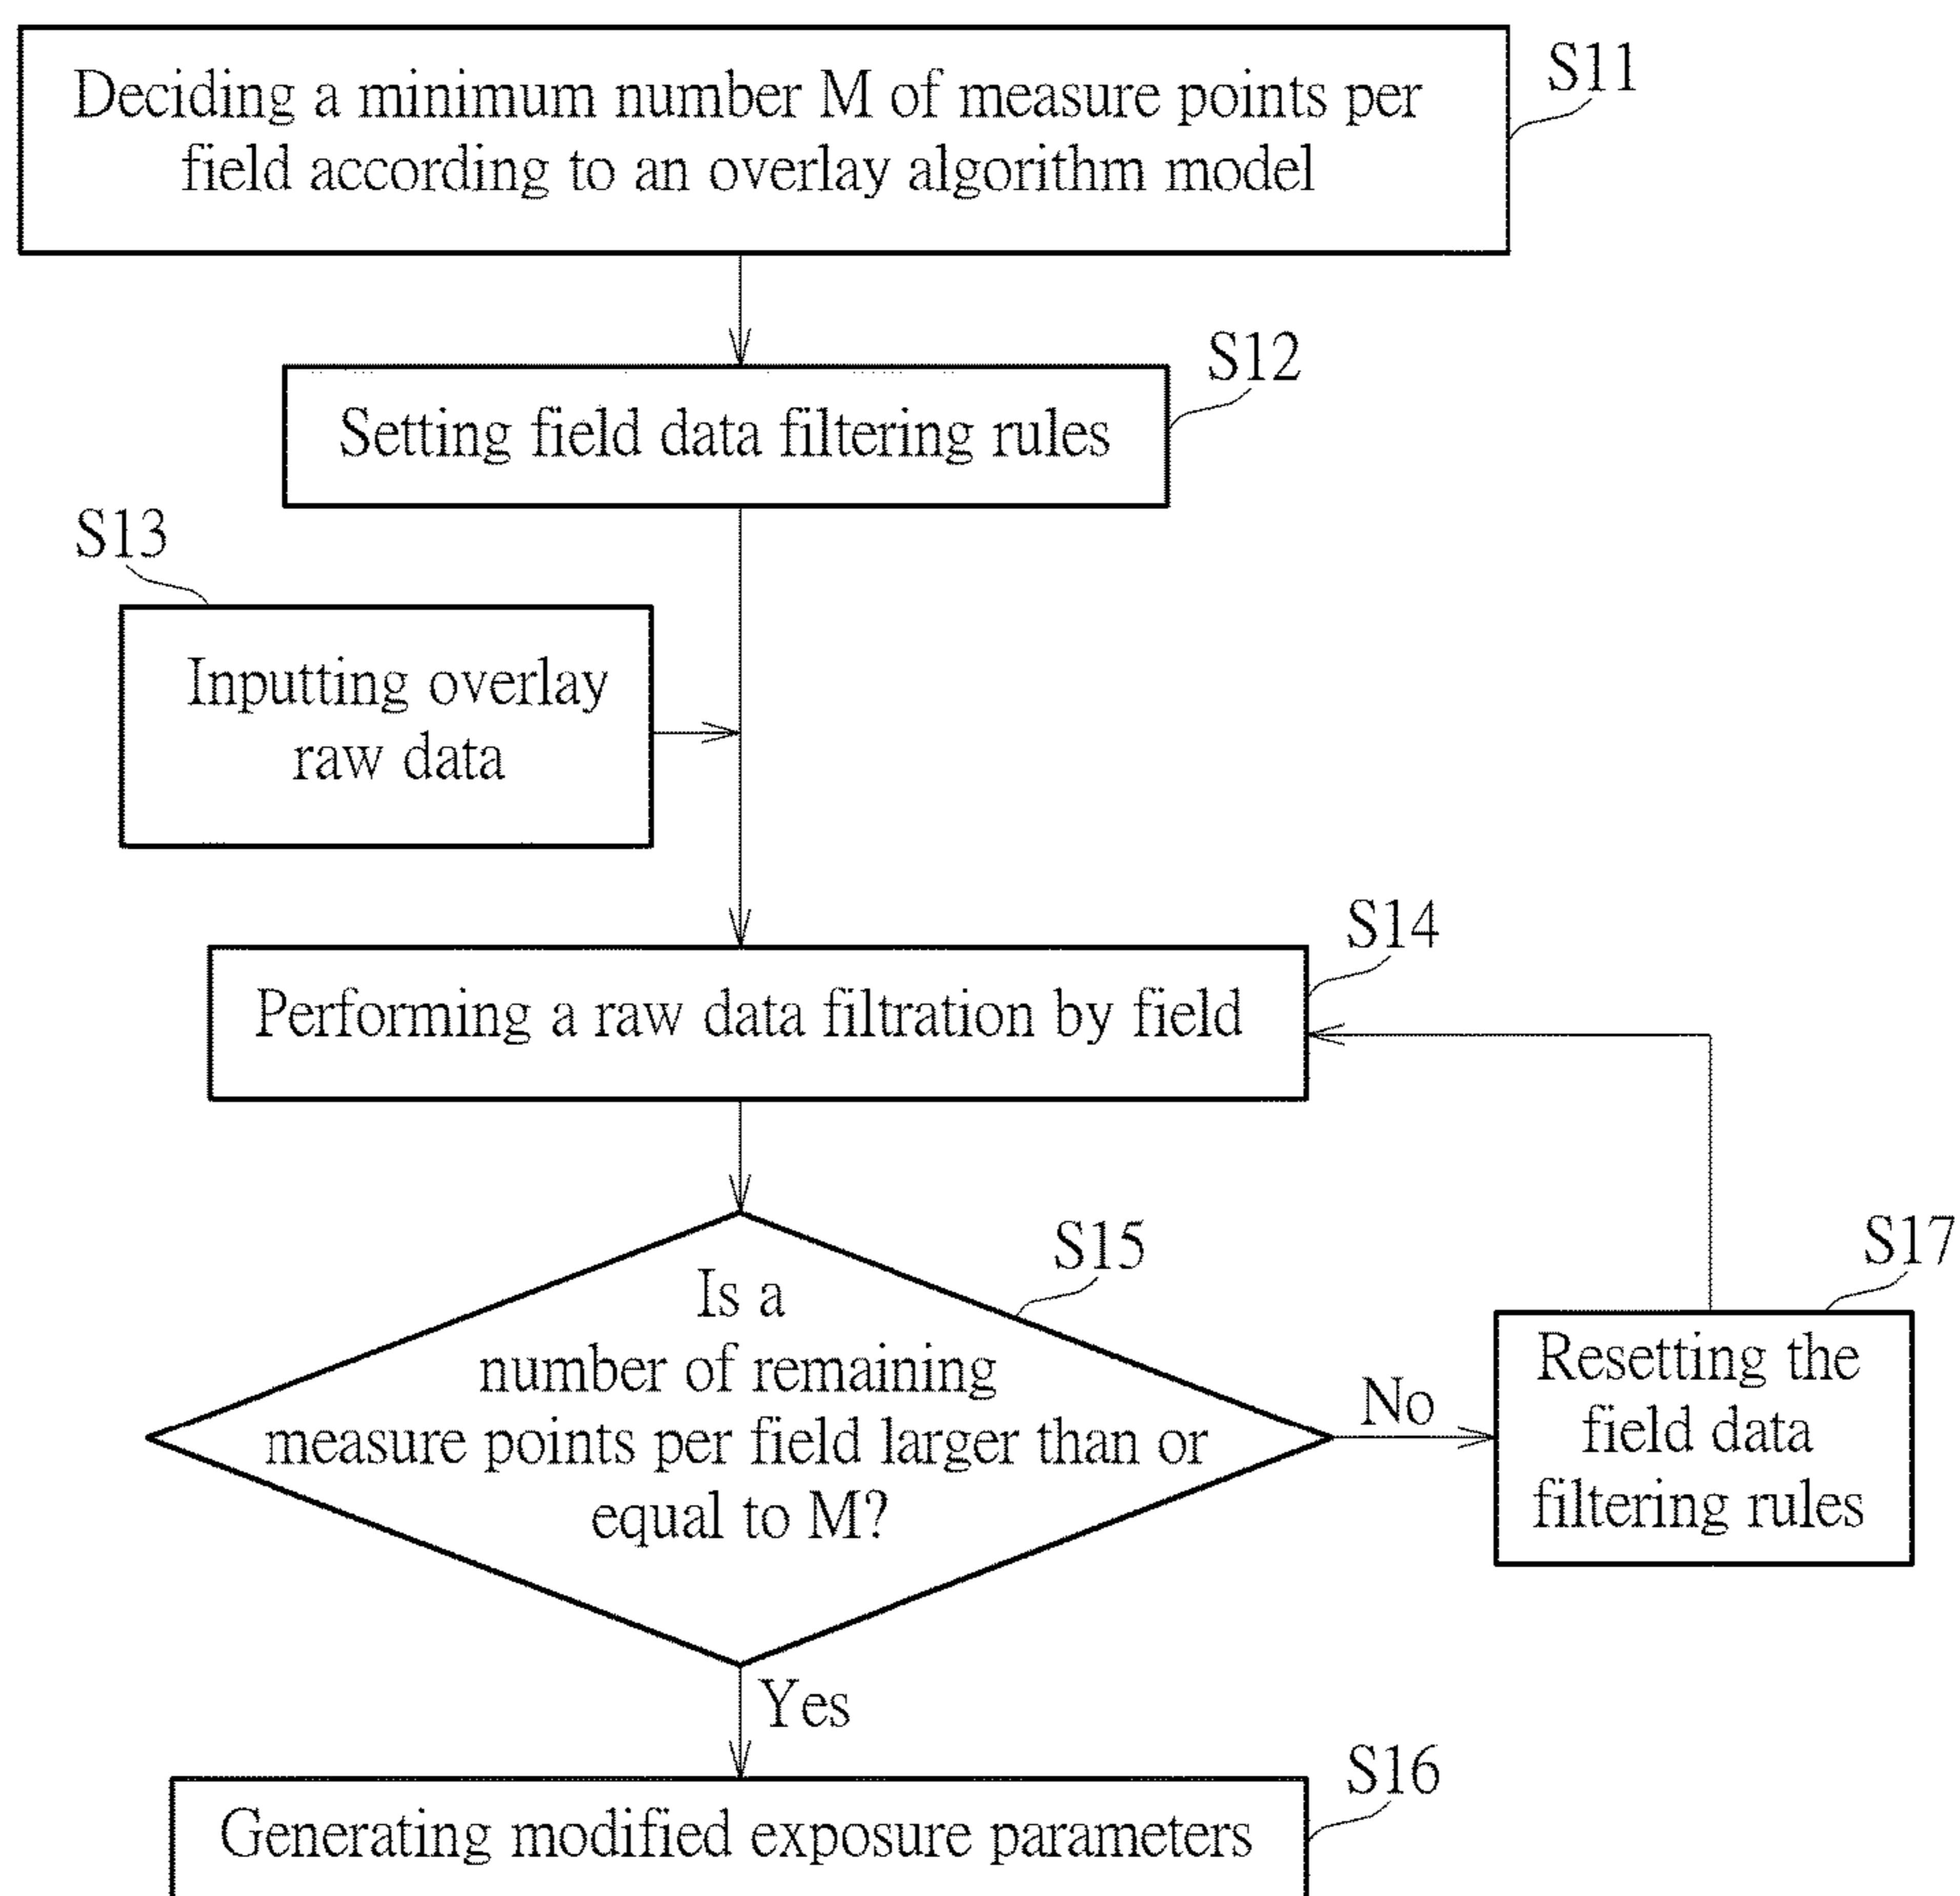 Deciding a minimum number M of measure points per
field according to an overlay algorithm model
S11
Setting field data filtering rules
S12
S13
Inputting overlay
raw data
S14
Performing a raw data filtration by field
S15
Is a
number of remaining
measure points per field larger than or
equal to M?
No
S17
Resetting the
field data
filtering rules
Yes
S16
Generating modified exposure parameters